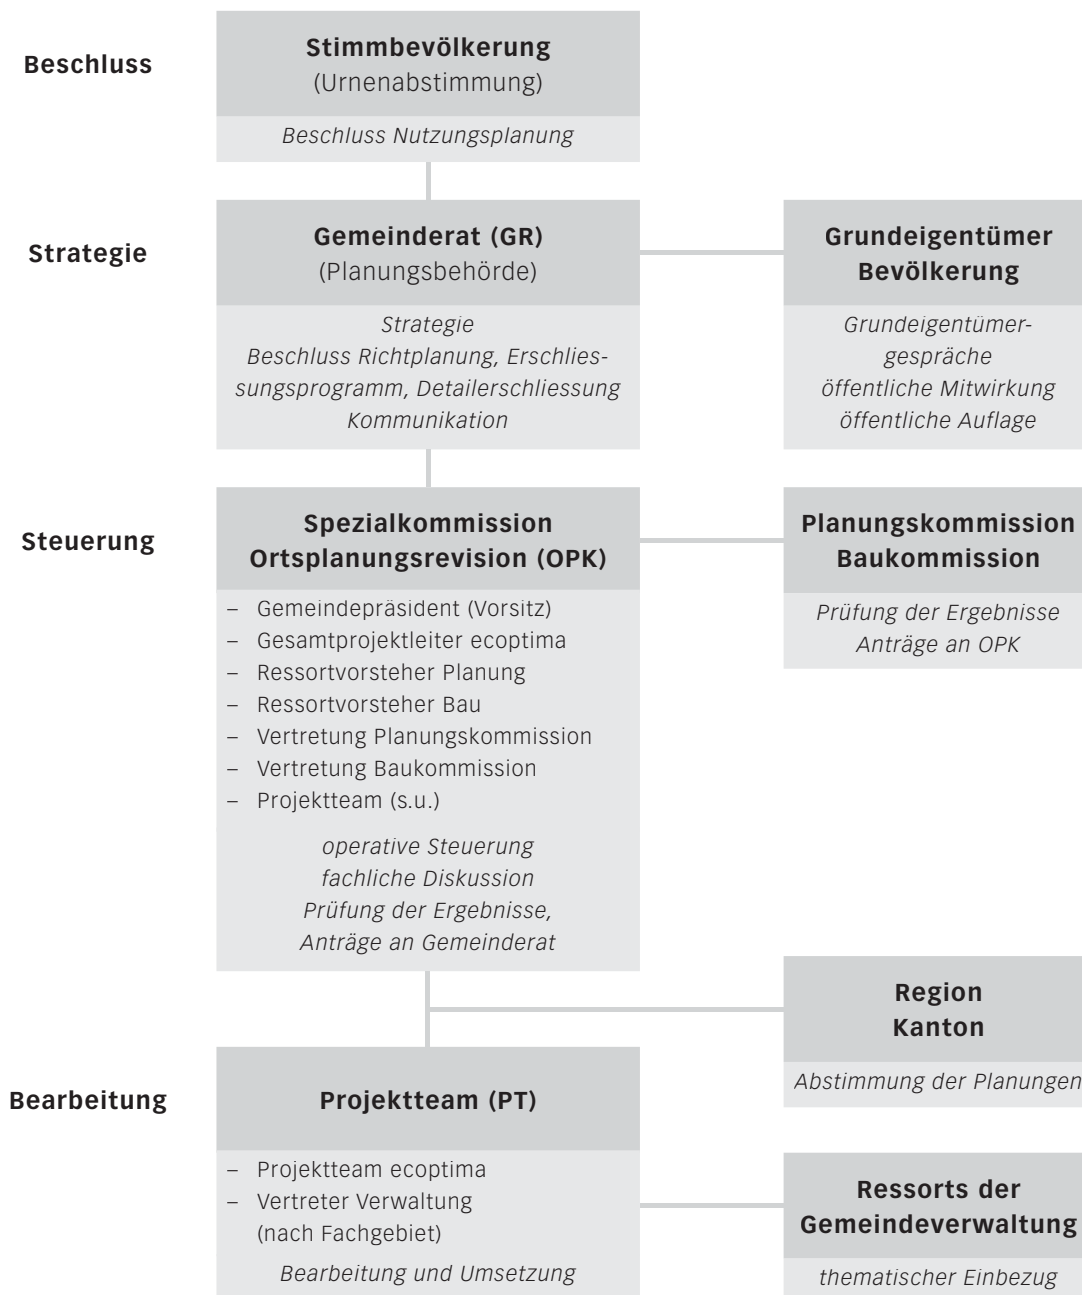 Beschluss
Stimmbevölkerung
(Urnenabstimmung)
Beschluss Nutzungsplanung
Strategie
Gemeinderat (GR)
(Planungsbehörde)
Strategie
Beschluss Richtplanung, Erschlies-
sungsprogramm, Detailerschliessung
Kommunikation
Grundeigentümer
Bevölkerung
Grundeigentümer-
gespräche
öffentliche Mitwirkung
öffentliche Auflage
Steuerung
Spezialkommission
Ortsplanungsrevision (OPK)
– Gemeindepräsident (Vorsitz)
– Gesamtprojektleiter ecoptima
– Ressortvorsteher Planung
– Ressortvorsteher Bau
– Vertretung Planungskommission
– Vertretung Baukommission
– Projektteam (s.u.)
operative Steuerung
fachliche Diskussion
Prüfung der Ergebnisse,
Anträge an Gemeinderat
Planungskommission
Baukommission
Prüfung der Ergebnisse
Anträge an OPK
Region
Kanton
Abstimmung der Planungen
Bearbeitung
Projektteam (PT)
– Projektteam ecoptima
– Vertreter Verwaltung
(nach Fachgebiet)
Bearbeitung und Umsetzung
Ressorts der
Gemeindeverwaltung
thematischer Einbezug